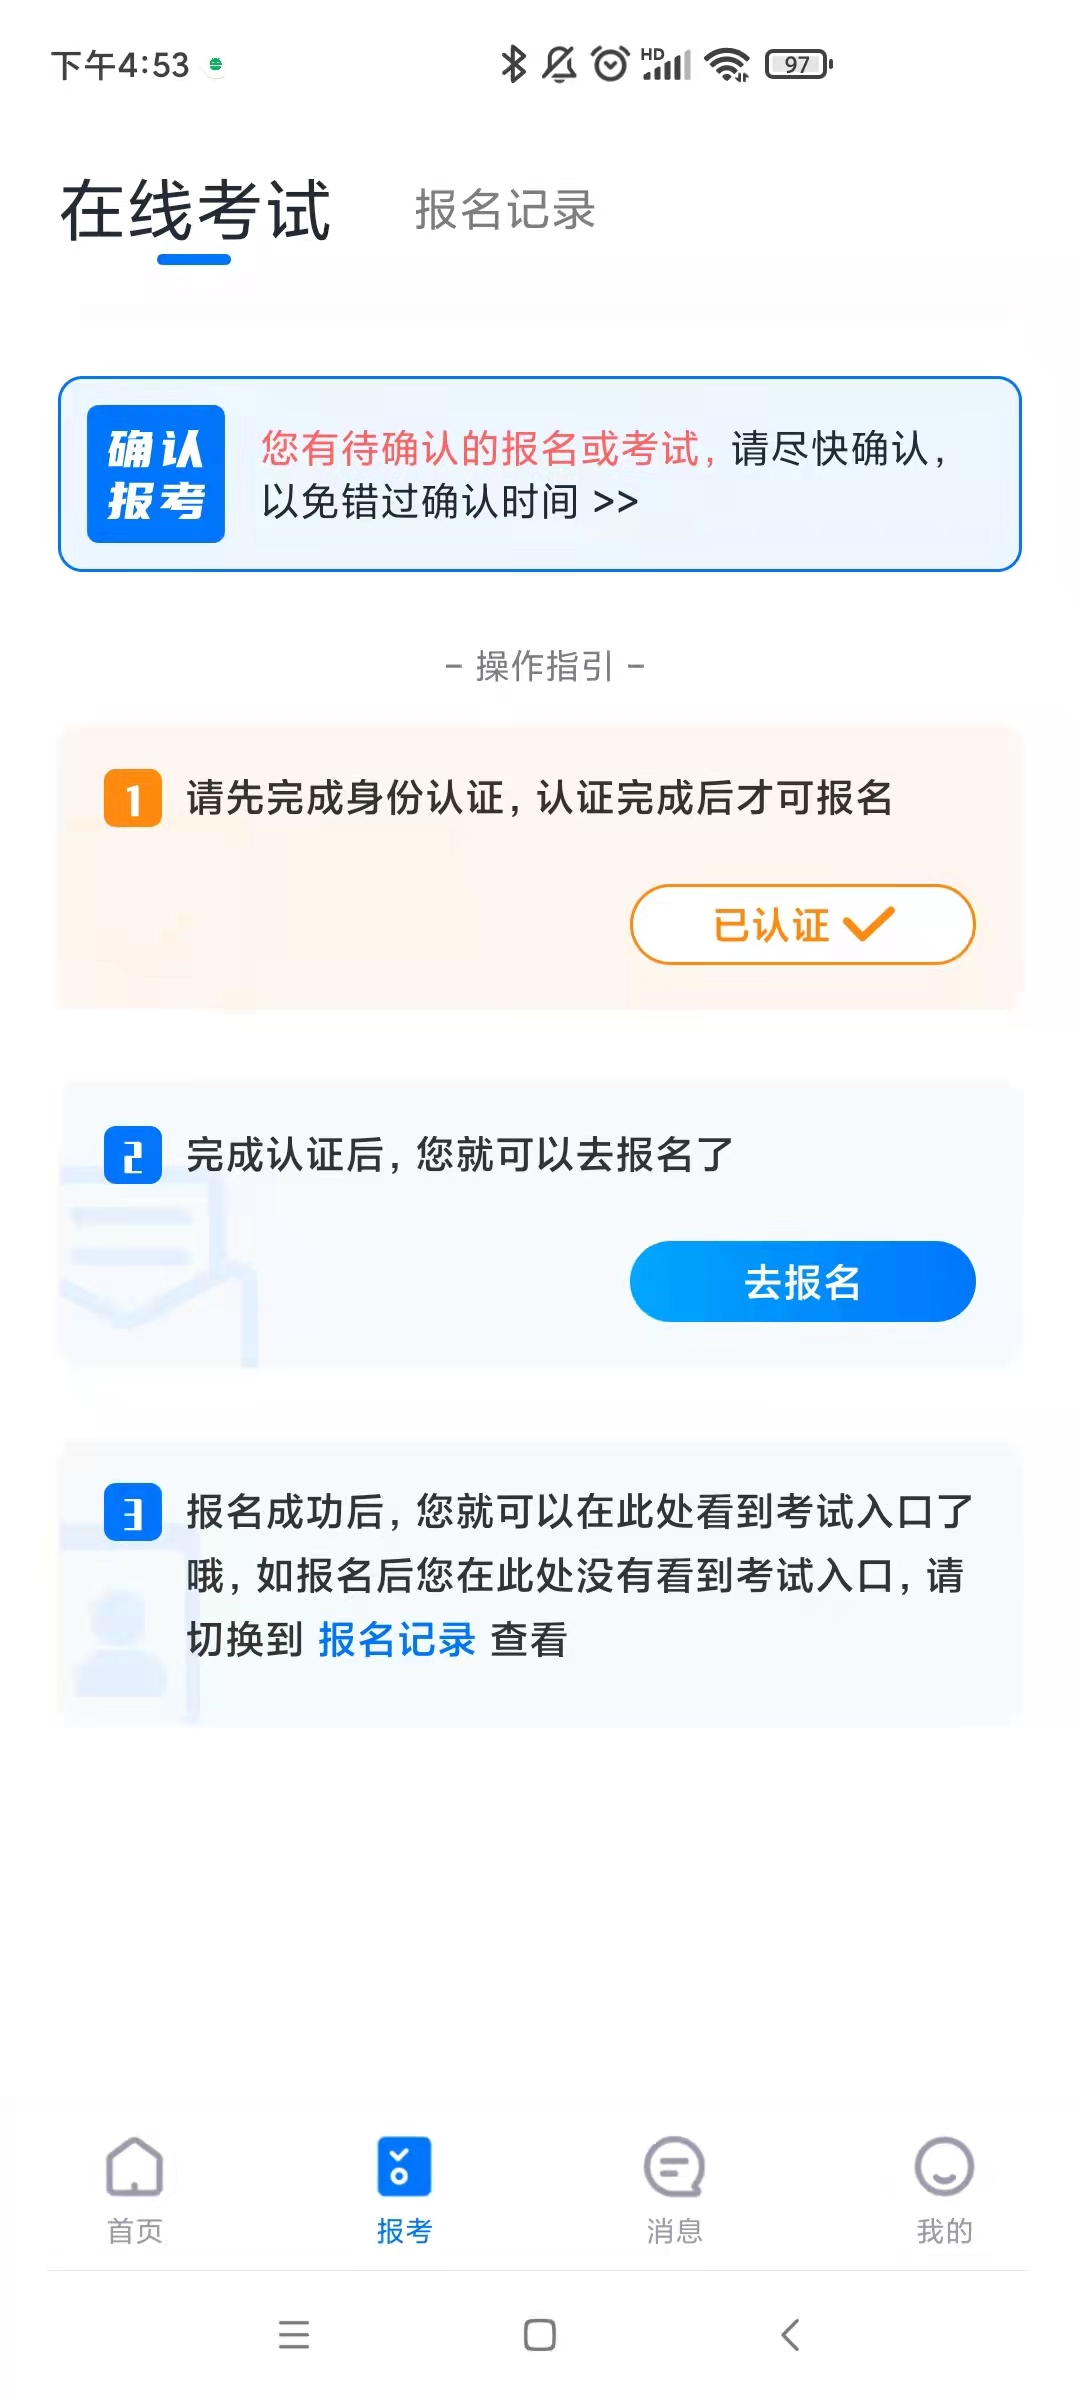 下午4:53
HD
97
在线考试
报名记录
确认
报考
您有待确认的报名或考试，请尽快确认，
以免错过确认时间 >>
– 操作指引 –
1
请先完成身份认证，认证完成后才可报名
已认证
2
完成认证后，您就可以去报名了
去报名
3
报名成功后，您就可以在此处看到考试入口了
哦，如报名后您在此处没有看到考试入口，请
切换到 报名记录 查看
首页
报考
消息
我的